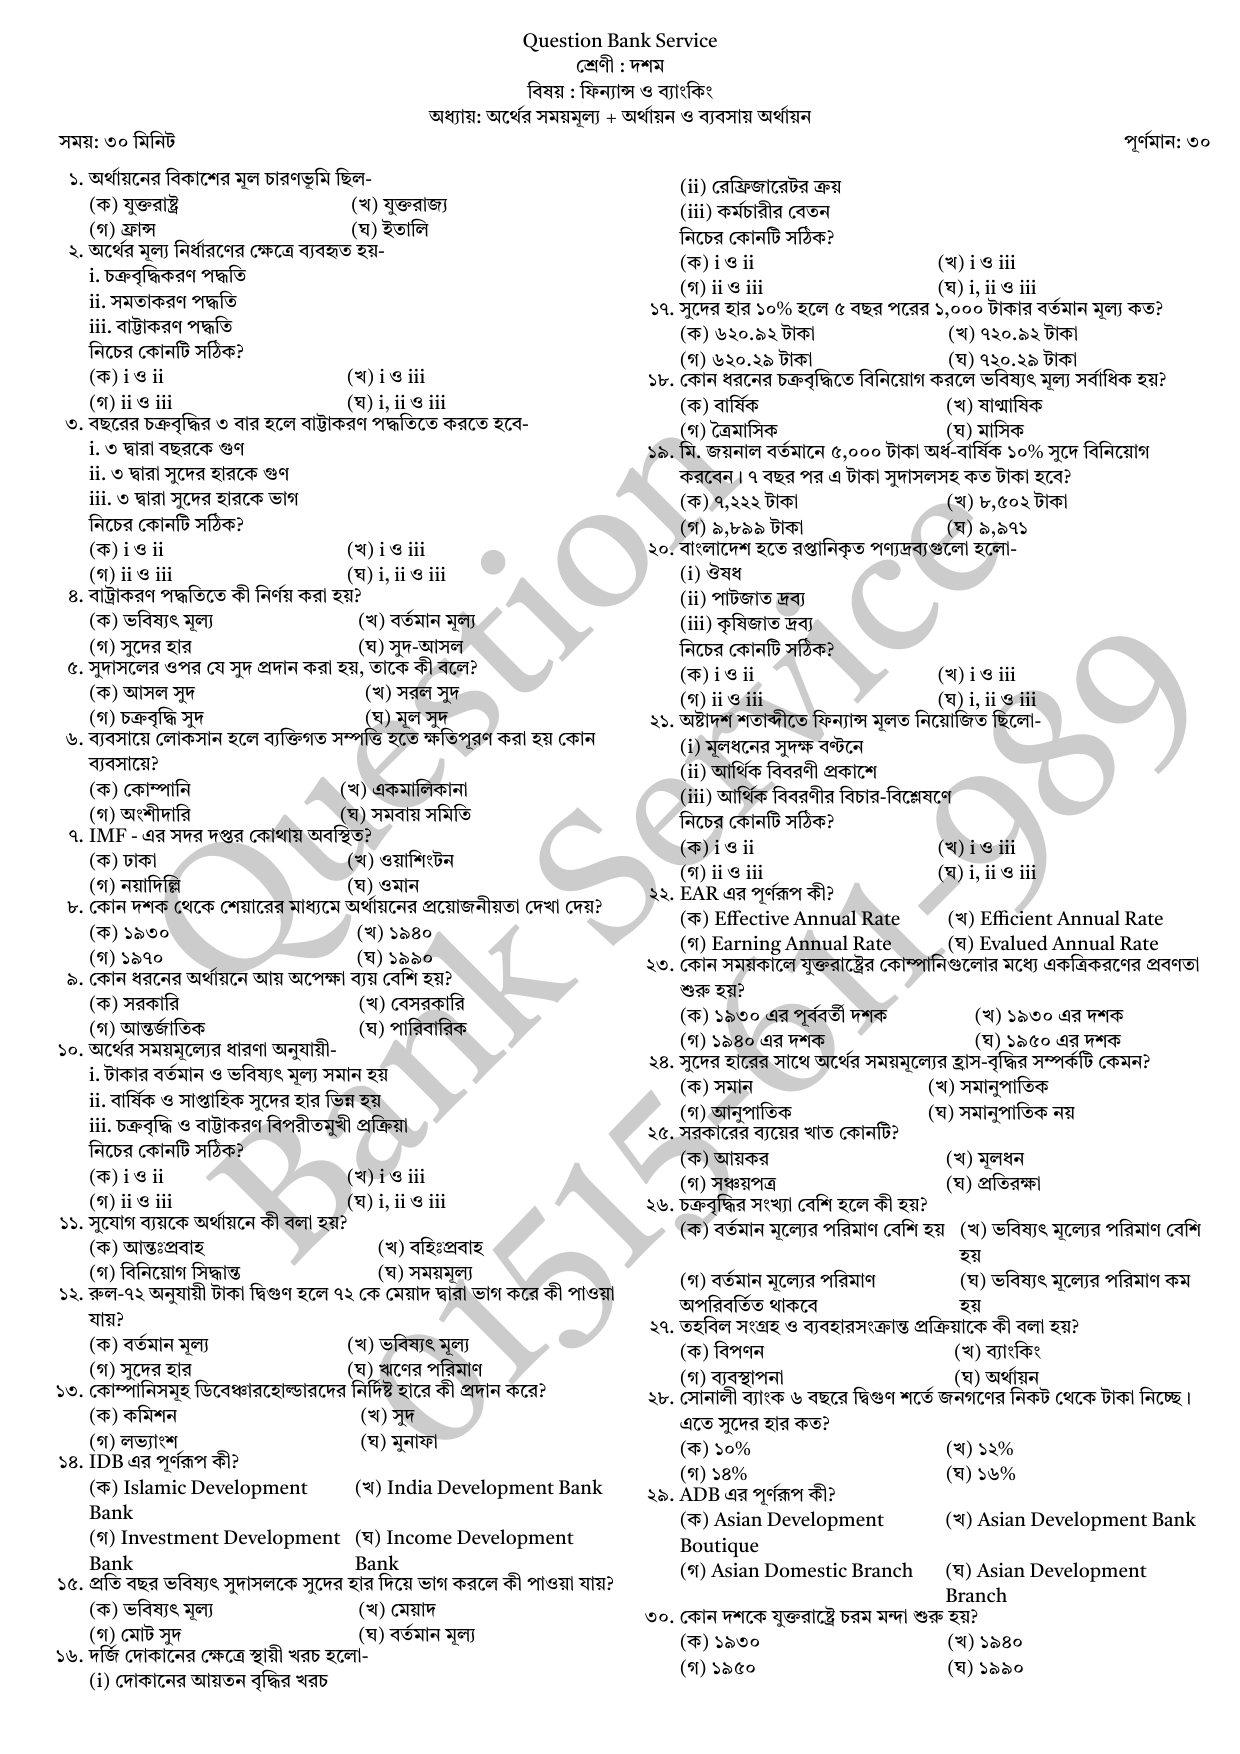 Question Bank Service
শ্রেণী : দশম
বিষয় : ফিন্যান্স ও ব্যাংকিং
অধ্যায়: অর্থের সময়মূল্য + অর্থায়ন ও ব্যবসায় অর্থায়ন
সময়: ৩০ মিনিট পূর্ণমান: ৩০
১. অর্থায়নের বিকাশের মূল চারণভূমি ছিল-
(ক) যুক্তরাষ্ট্র (খ) যুক্তরাজ্য
(গ) ফ্রান্স (ঘ) ইতালি
২. অর্থের মূল্য নির্ধারণের ক্ষেত্রে ব্যবহৃত হয়-
i. চক্রবৃদ্ধিকরণ পদ্ধতি
ii. সমতাকরণ পদ্ধতি
iii. বাট্টাকরণ পদ্ধতি
নিচের কোনটি সঠিক?
(ক) i ও ii (খ) i ও iii
(গ) ii ও iii (ঘ) i, ii ও iii
৩. বছরের চক্রবৃদ্ধির ৩ বার হলে বাট্টাকরণ পদ্ধতিতে করতে হবে-
i. ৩ দ্বারা বছরকে গুণ
ii. ৩ দ্বারা সুদের হারকে গুণ
iii. ৩ দ্বারা সুদের হারকে ভাগ
নিচের কোনটি সঠিক?
(ক) i ও ii (খ) i ও iii
(গ) ii ও iii (ঘ) i, ii ও iii
৪. বাট্রাকরণ পদ্ধতিতে কী নির্ণয় করা হয়?
(ক) ভবিষ্যৎ মূল্য (খ) বর্তমান মূল্য
(গ) সুদের হার (ঘ) সুদ-আসল
৫. সুদাসলের ওপর যে সুদ প্রদান করা হয়, তাকে কী বলে?
(ক) আসল সুদ (খ) সরল সুদ
(গ) চক্রবৃদ্ধি সুদ (ঘ) মূল সুদ
৬. ব্যবসায়ে লোকসান হলে ব্যক্তিগত সম্পত্তি হতে ক্ষতিপূরণ করা হয় কোন
ব্যবসায়ে?
(ক) কোম্পানি (খ) একমালিকানা
(গ) অংশীদারি (ঘ) সমবায় সমিতি
৭. IMF - এর সদর দপ্তর কোথায় অবস্থিত?
(ক) ঢাকা (খ) ওয়াশিংটন
(গ) নয়াদিল্লি (ঘ) ওমান
৮. কোন দশক থেকে শেয়ারের মাধ্যমে অর্থায়নের প্রয়োজনীয়তা দেখা দেয়?
(ক) ১৯৩০ (খ) ১৯৪০
(গ) ১৯৭০ (ঘ) ১৯৯০
৯. কোন ধরনের অর্থায়নে আয় অপেক্ষা ব্যয় বেশি হয়?
(ক) সরকারি (খ) বেসরকারি
(গ) আন্তর্জাতিক (ঘ) পারিবারিক
১০. অর্থের সময়মূল্যের ধারণা অনুযায়ী-
i. টাকার বর্তমান ও ভবিষ্যৎ মূল্য সমান হয়
ii. বার্ষিক ও সাপ্তাহিক সুদের হার ভিন্ন হয়
iii. চক্রবৃদ্ধি ও বাট্টাকরণ বিপরীতমুখী প্রক্রিয়া
নিচের কোনটি সঠিক?
(ক) i ও ii (খ) i ও iii
(গ) ii ও iii (ঘ) i, ii ও iii
১১. সুযোগ ব্যয়কে অর্থায়নে কী বলা হয়?
(ক) আন্তঃপ্রবাহ (খ) বহিঃপ্রবাহ
(গ) বিনিয়োগ সিদ্ধান্ত (ঘ) সময়মূল্য
১২. রুল-৭২ অনুযায়ী টাকা দ্বিগুণ হলে ৭২ কে মেয়াদ দ্বারা ভাগ করে কী পাওয়া
যায়?
(ক) বর্তমান মূল্য (খ) ভবিষ্যৎ মূল্য
(গ) সুদের হার (ঘ) ঋণের পরিমাণ
১৩. কোম্পানিসমূহ ডিবেঞ্চারহোল্ডারদের নির্দিষ্ট হারে কী প্রদান করে?
(ক) কমিশন (খ) সুদ
(গ) লভ্যাংশ (ঘ) মুনাফা
১৪. IDB এর পূর্ণরূপ কী?
(ক) Islamic Development (খ) India Development Bank
Bank
(গ) Investment Development (ঘ) Income Development
Bank Bank
১৫. প্রতি বছর ভবিষ্যৎ সুদাসলকে সুদের হার দিয়ে ভাগ করলে কী পাওয়া যায়?
(ক) ভবিষ্যৎ মূল্য (খ) মেয়াদ
(গ) মোট সুদ (ঘ) বর্তমান মূল্য
১৬. দর্জি দোকানের ক্ষেত্রে স্থায়ী খরচ হলো-
(i) দোকানের আয়তন বৃদ্ধির খরচ
(ii) রেফ্রিজারেটর ক্রয়
(iii) কর্মচারীর বেতন
নিচের কোনটি সঠিক?
(ক) i ও ii (খ) i ও iii
(গ) ii ও iii (ঘ) i, ii ও iii
১৭. সুদের হার ১০% হলে ৫ বছর পরের ১,০০০ টাকার বর্তমান মূল্য কত?
(ক) ৬২০.৯২ টাকা (খ) ৭২০.৯২ টাকা
(গ) ৬২০.২৯ টাকা (ঘ) ৭২০.২৯ টাকা
১৮. কোন ধরনের চক্রবৃদ্ধিতে বিনিয়োগ করলে ভবিষ্যৎ মূল্য সর্বাধিক হয়?
(ক) বার্ষিক (খ) ষাণ্মাষিক
(গ) ত্রৈমাসিক (ঘ) মাসিক
১৯. মি. জয়নাল বর্তমানে ৫,০০০ টাকা অর্ধ-বার্ষিক ১০% সুদে বিনিয়োগ
করবেন। ৭ বছর পর এ টাকা সুদাসলসহ কত টাকা হবে?
(ক) ৭,২২২ টাকা (খ) ৮,৫০২ টাকা
(গ) ৯,৮৯৯ টাকা (ঘ) ৯,৯৭১
২০. বাংলাদেশ হতে রপ্তানিকৃত পণ্যদ্রব্যগুলো হলো-
(i) ঔষধ
(ii) পাটজাত দ্রব্য
(iii) কৃষিজাত দ্রব্য
নিচের কোনটি সঠিক?
(ক) i ও ii (খ) i ও iii
(গ) ii ও iii (ঘ) i, ii ও iii
২১. অষ্টাদশ শতাব্দীতে ফিন্যান্স মূলত নিয়োজিত ছিলো-
(i) মূলধনের সুদক্ষ বণ্টনে
(ii) আর্থিক বিবরণী প্রকাশে
(iii) আর্থিক বিবরণীর বিচার-বিশ্লেষণে
নিচের কোনটি সঠিক?
(ক) i ও ii (খ) i ও iii
(গ) ii ও iii (ঘ) i, ii ও iii
২২. EAR এর পূর্ণরূপ কী?
(ক) Effective Annual Rate (খ) Efficient Annual Rate
(গ) Earning Annual Rate (ঘ) Evalued Annual Rate
২৩. কোন সময়কালে যুক্তরাষ্ট্রের কোম্পানিগুলোর মধ্যে একত্রিকরণের প্রবণতা
শুরু হয়?
(ক) ১৯৩০ এর পূর্ববর্তী দশক (খ) ১৯৩০ এর দশক
(গ) ১৯৪০ এর দশক (ঘ) ১৯৫০ এর দশক
২৪. সুদের হারের সাথে অর্থের সময়মূল্যের হ্রাস-বৃদ্ধির সম্পর্কটি কেমন?
(ক) সমান (খ) সমানুপাতিক
(গ) আনুপাতিক (ঘ) সমানুপাতিক নয়
২৫. সরকারের ব্যয়ের খাত কোনটি?
(ক) আয়কর (খ) মূলধন
(গ) সঞ্চয়পত্র (ঘ) প্রতিরক্ষা
২৬. চক্রবৃদ্ধির সংখ্যা বেশি হলে কী হয়?
(ক) বর্তমান মূল্যের পরিমাণ বেশি হয় (খ) ভবিষ্যৎ মূল্যের পরিমাণ বেশি
হয়
(গ) বর্তমান মূল্যের পরিমাণ (ঘ) ভবিষ্যৎ মূল্যের পরিমাণ কম
অপরিবর্তিত থাকবে হয়
২৭. তহবিল সংগ্রহ ও ব্যবহারসংক্রান্ত প্রক্রিয়াকে কী বলা হয়?
(ক) বিপণন (খ) ব্যাংকিং
(গ) ব্যবস্থাপনা (ঘ) অর্থায়ন
২৮. সোনালী ব্যাংক ৬ বছরে দ্বিগুণ শর্তে জনগণের নিকট থেকে টাকা নিচ্ছে।
এতে সুদের হার কত?
(ক) ১০% (খ) ১২%
(গ) ১৪% (ঘ) ১৬%
২৯. ADB এর পূর্ণরূপ কী?
(ক) Asian Development (খ) Asian Development Bank
Boutique
(গ) Asian Domestic Branch (ঘ) Asian Development
Branch
৩০. কোন দশকে যুক্তরাষ্ট্রে চরম মন্দা শুরু হয়?
(ক) ১৯৩০ (খ) ১৯৪০
(গ) ১৯৫০ (ঘ) ১৯৯০
Question
Bank Service
01515-611-989